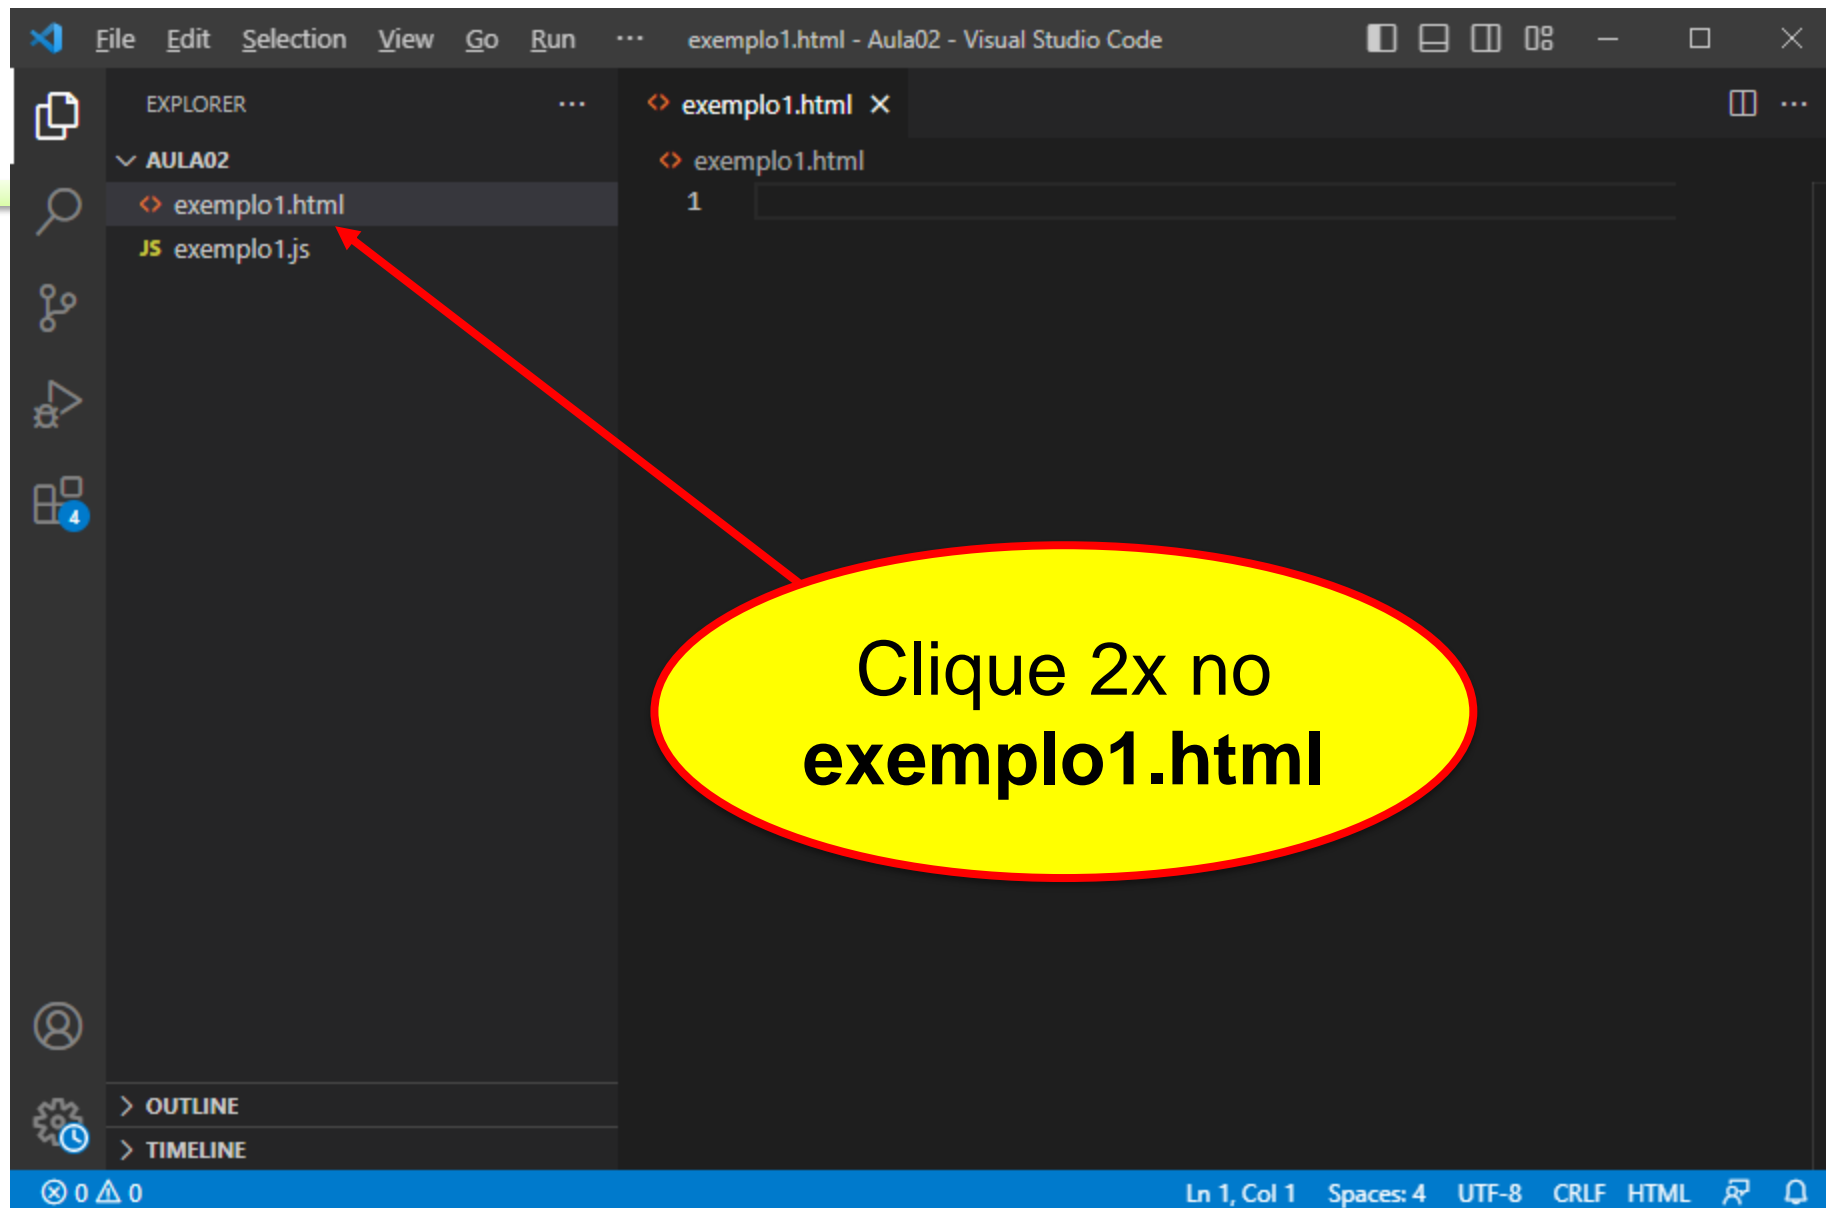 File Edit Selection View Go Run ··· exemplo1.html - Aula02 - Visual Studio Code
EXPLORER ··· <> exemplo1.html ×
AULA02
<> exemplo1.html
<> exemplo1.html
1
JS exemplo1.js
4
Clique 2x no
exemplo1.html
OUTLINE
TIMELINE
0 0 Ln 1, Col 1 Spaces: 4 UTF-8 CRLF HTML